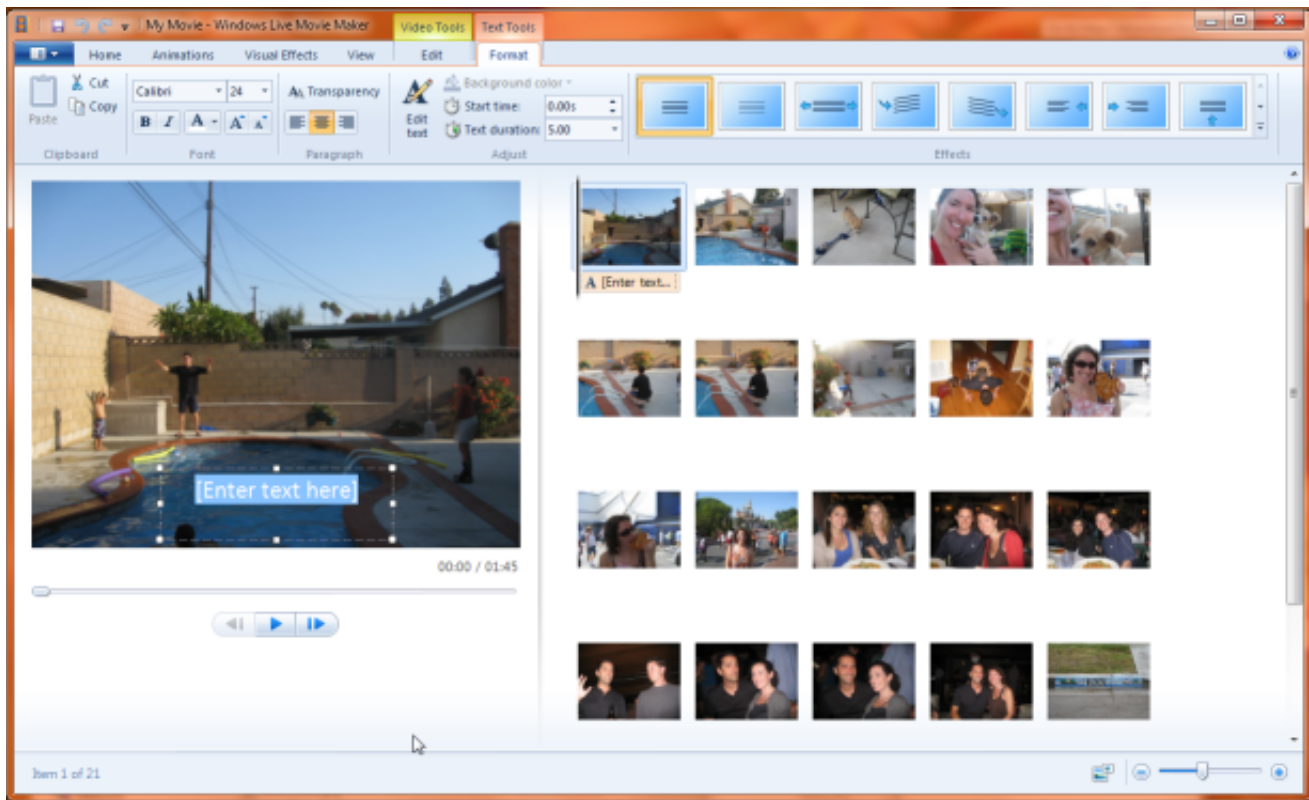 My Movie - Windows Live Movie Maker
Video Tools
Text Tools
Home
Animations
Visual Effects
View
Edit
Format
Paste
Cut
Copy
Clipboard
Calibri
24
B I A A A
Font
Transparency
Paragraph
Edit text
Background color
Start time: 0.00s
Text duration: 5.00
Adjust
Effects
[Enter text here]
00:00 / 01:45
A [Enter text...
Item 1 of 21